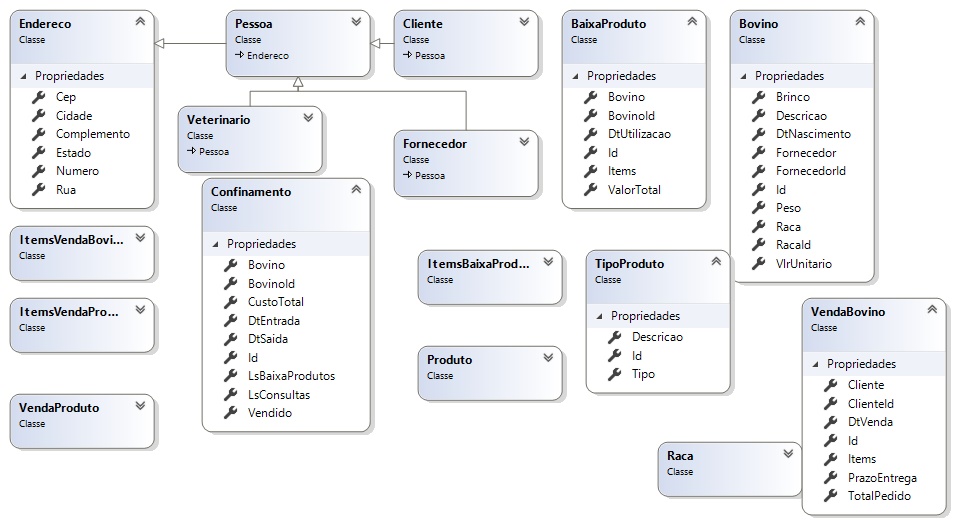 Endereco
Classe
Propriedades
Cep
Cidade
Complemento
Estado
Numero
Rua
Pessoa
Classe
Endereco
Cliente
Classe
Pessoa
BaixaProduto
Classe
Propriedades
Bovino
BovinoId
DtUtilizacao
Id
Items
ValorTotal
Bovino
Classe
Propriedades
Brinco
Descricao
DtNascimento
Fornecedor
FornecedorId
Id
Peso
Raca
RacaId
VlrUnitario
Veterinario
Classe
Pessoa
Fornecedor
Classe
Pessoa
Confinamento
Classe
Propriedades
Bovino
BovinoId
CustoTotal
DtEntrada
DtSaida
Id
LsBaixaProdutos
LsConsultas
Vendido
ItemsVendaBovi...
Classe
ItemsVendaPro...
Classe
VendaProduto
Classe
ItemsBaixaProd...
Classe
Produto
Classe
TipoProduto
Classe
Propriedades
Descricao
Id
Tipo
Raca
Classe
VendaBovino
Classe
Propriedades
Cliente
ClienteId
DtVenda
Id
Items
PrazoEntrega
TotalPedido